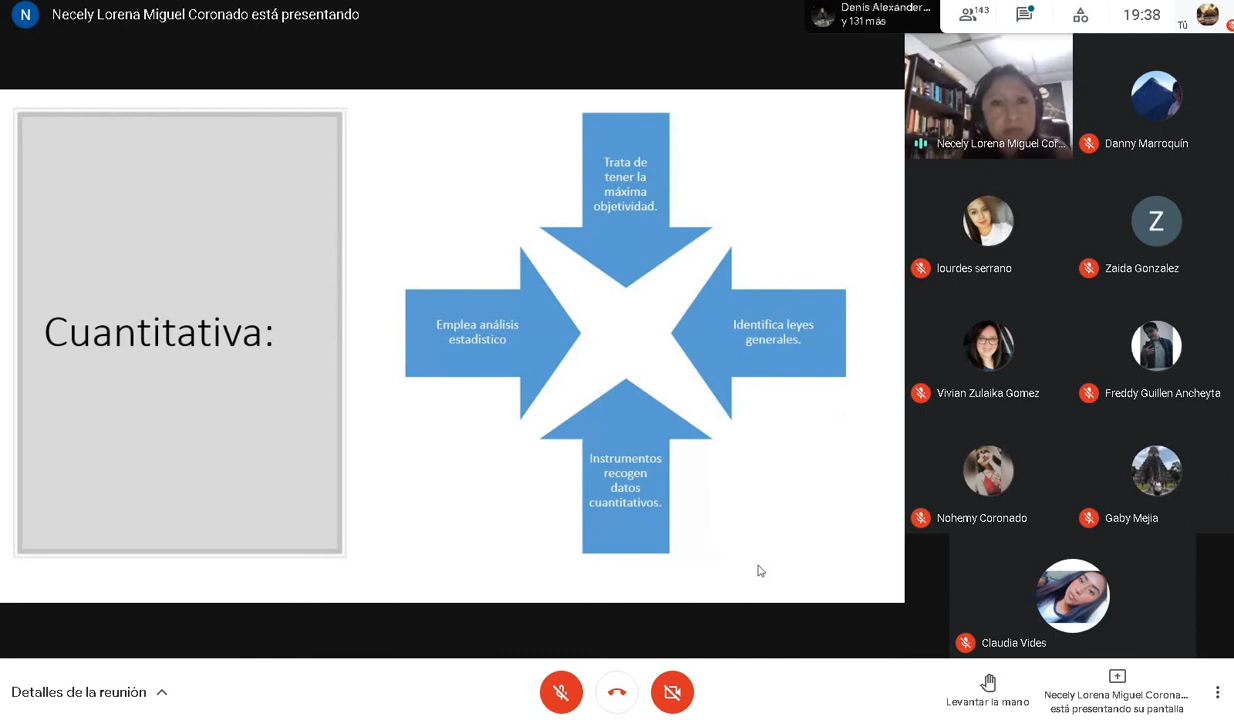 N
Necely Lorena Miguel Coronado está presentando
Denis Alexánder...
y 131 más
143
19:38
Tú
Cuantitativa:
Trata de
tener la
máxima
objetividad.
Emplea análisis
estadistico
Identifica leyes
generales.
Instrumentos
recogen
datos
cuantitativos.
Necely Lorena Miguel Cor...
Danny Marroquín
lourdes serrano
Z
Zaida Gonzalez
Vivian Zulaika Gomez
Freddy Guillen Ancheyta
Nohemy Coronado
Gaby Mejia
Claudia Vides
Detalles de la reunión
Levantar la mano
Necely Lorena Miguel Corona...
está presentando su pantalla